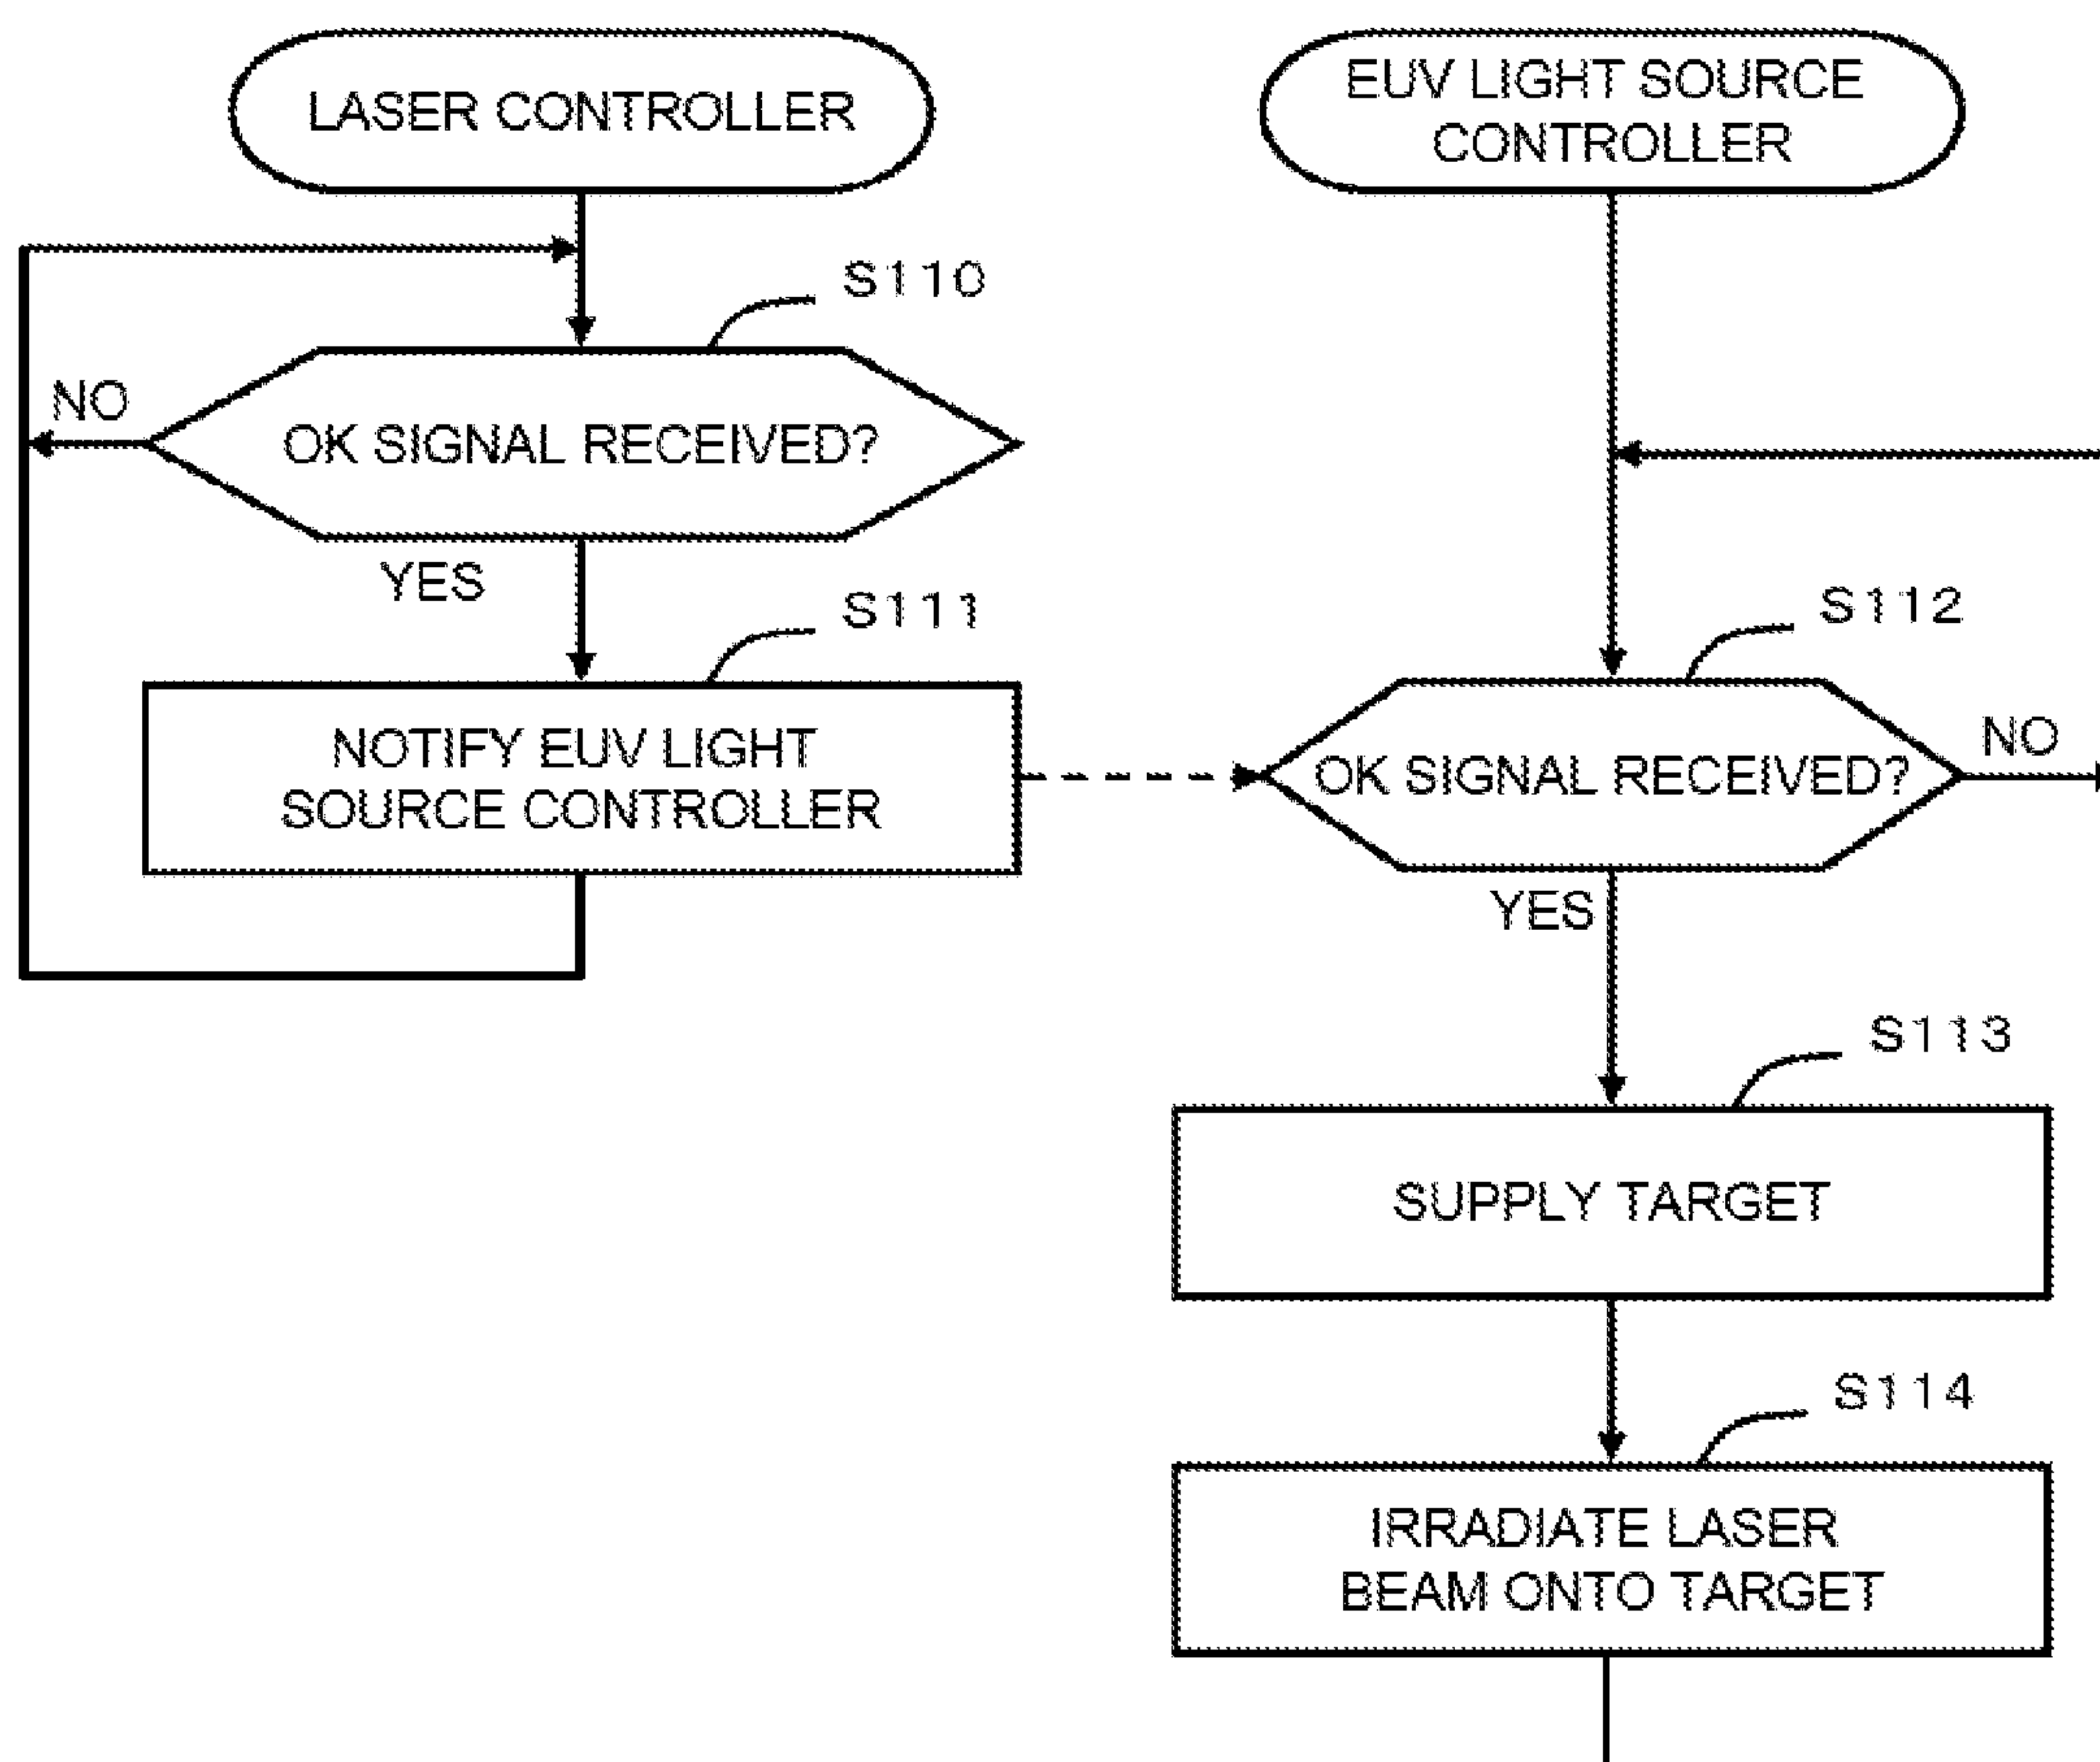 LASER CONTROLLER
S110
NO
OK SIGNAL RECEIVED?
YES
S111
NOTIFY EUV LIGHT
SOURCE CONTROLLER
EUV LIGHT SOURCE
CONTROLLER
S112
OK SIGNAL RECEIVED?
NO
YES
S113
SUPPLY TARGET
S114
IRRADIATE LASER
BEAM ONTO TARGET